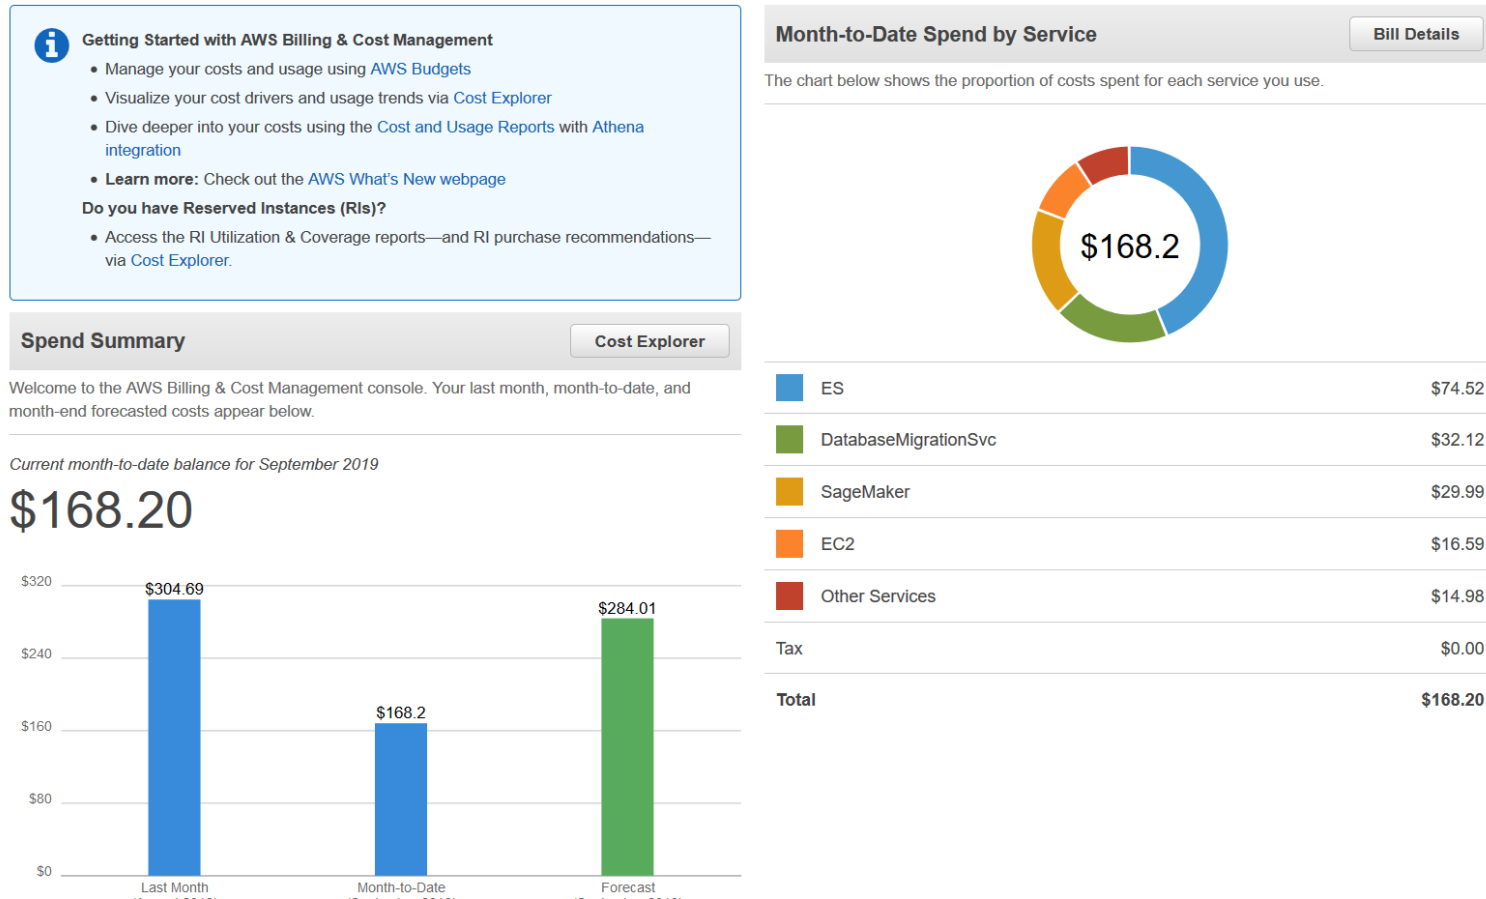 Getting Started with AWS Billing & Cost Management
• Manage your costs and usage using AWS Budgets
• Visualize your cost drivers and usage trends via Cost Explorer
• Dive deeper into your costs using the Cost and Usage Reports with Athena
integration
• Learn more: Check out the AWS What's New webpage
Do you have Reserved Instances (RIs)?
• Access the RI Utilization & Coverage reports—and RI purchase recommendations—
via Cost Explorer.
Spend Summary
Cost Explorer
Welcome to the AWS Billing & Cost Management console. Your last month, month-to-date, and
month-end forecasted costs appear below.
Current month-to-date balance for September 2019
$168.20
$320
$240
$160
$80
$0
$304.69
$168.2
$284.01
Last Month
Month-to-Date
Forecast
Month-to-Date Spend by Service
Bill Details
The chart below shows the proportion of costs spent for each service you use.
$168.2
ES $74.52
DatabaseMigrationSvc $32.12
SageMaker $29.99
EC2 $16.59
Other Services $14.98
Tax $0.00
Total $168.20